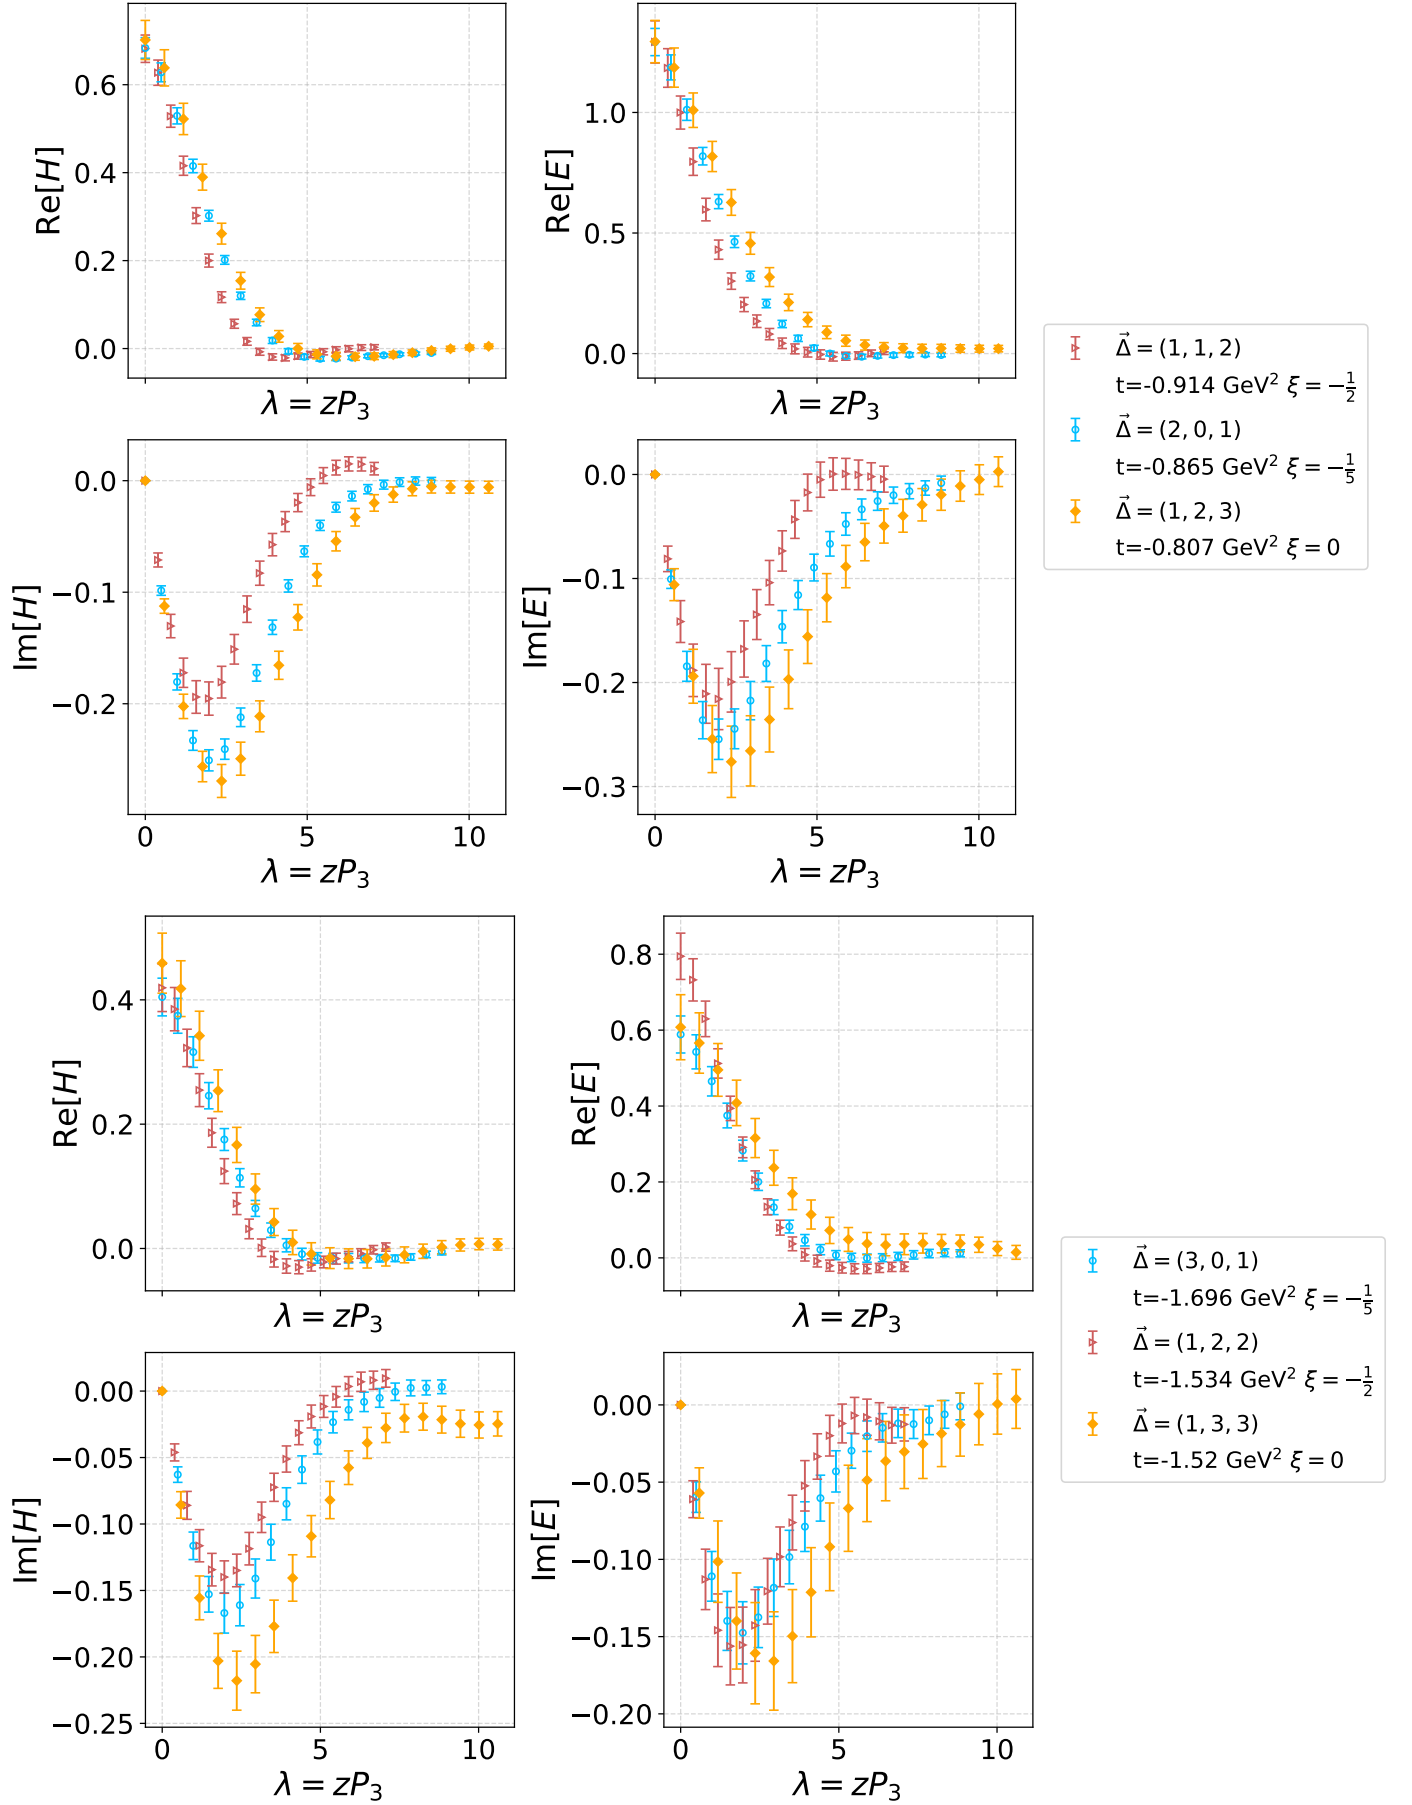 0.6
0.4
0.2
0.0
Re[H]
λ = zP₃
1.0
0.5
0.0
Re[E]
λ = zP₃
0.0
−0.1
−0.2
Im[H]
0
5
10
λ = zP₃
0.0
−0.1
−0.2
−0.3
Im[E]
0
5
10
λ = zP₃
Δ⃗ = (1, 1, 2)
t=-0.914 GeV² ξ = −1/2
Δ⃗ = (2, 0, 1)
t=-0.865 GeV² ξ = −1/5
Δ⃗ = (1, 2, 3)
t=-0.807 GeV² ξ = 0
0.4
0.2
0.0
Re[H]
λ = zP₃
0.8
0.6
0.4
0.2
0.0
Re[E]
λ = zP₃
0.00
−0.05
−0.10
−0.15
−0.20
−0.25
Im[H]
0
5
10
λ = zP₃
0.00
−0.05
−0.10
−0.15
−0.20
Im[E]
0
5
10
λ = zP₃
Δ⃗ = (3, 0, 1)
t=-1.696 GeV² ξ = −1/5
Δ⃗ = (1, 2, 2)
t=-1.534 GeV² ξ = −1/2
Δ⃗ = (1, 3, 3)
t=-1.52 GeV² ξ = 0